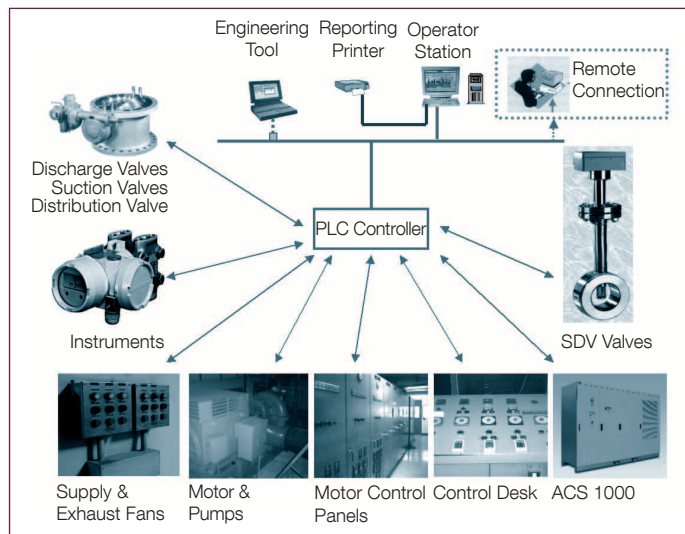 Engineering
Tool
Reporting
Printer
Operator
Station
Remote
Connection
Discharge Valves
Suction Valves
Distribution Valve
PLC Controller
Instruments
SDV Valves
Supply &
Exhaust Fans
Motor &
Pumps
Motor Control
Panels
Control Desk
ACS 1000